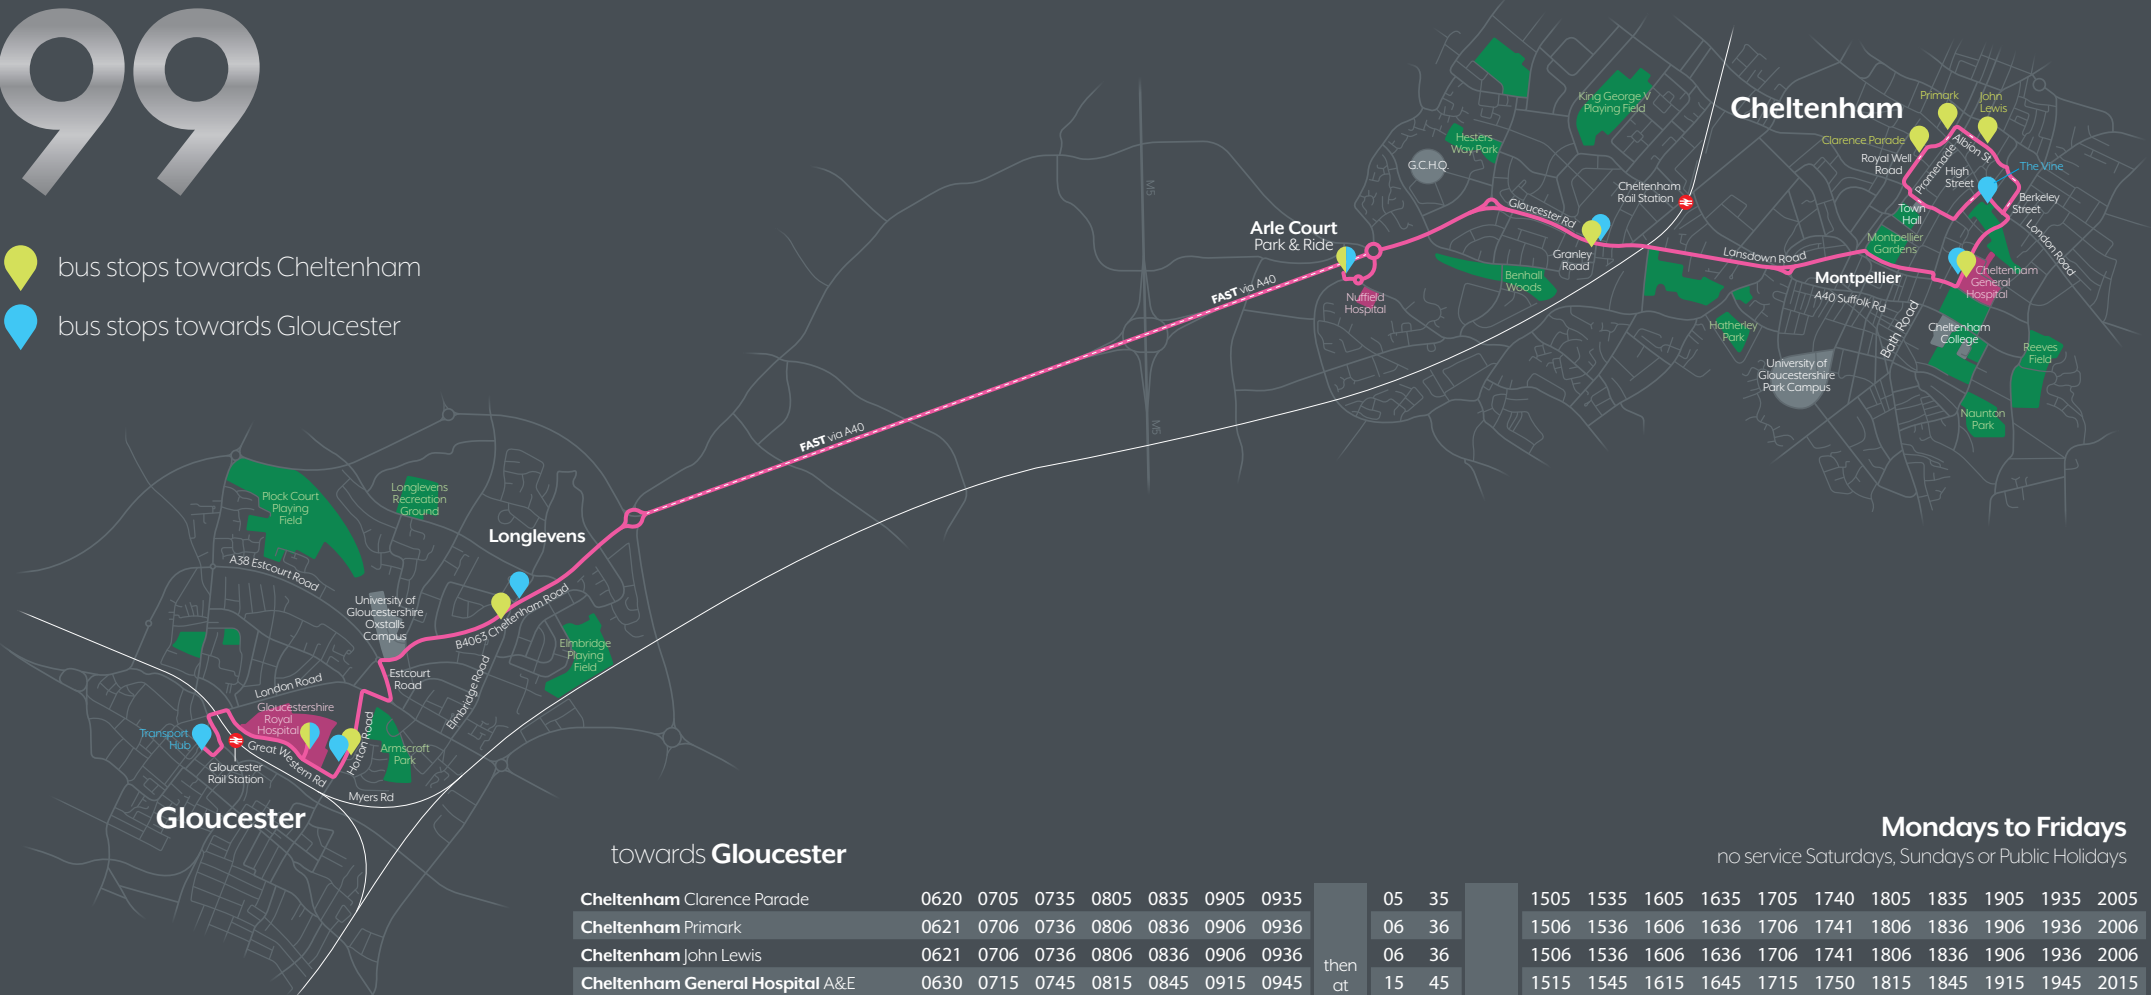 99
bus stops towards Cheltenham
bus stops towards Gloucester
Cheltenham
Primark
John
Lewis
Clarence Parade
Royal Well
Road
Albion St
Promenade
High
Street
The Vine
Berkeley
Street
Town
Hall
London Road
Montpellier
Gardens
Cheltenham
General
Hospital
Montpellier
Lansdown Road
A40 Suffolk Rd
Bath Road
Cheltenham
College
Reeves
Field
Naunton
Park
University of
Gloucestershire
Park Campus
Hatherley
Park
King George V
Playing Field
Hesters
Way Park
G.C.H.Q.
Cheltenham
Rail Station
Gloucester Rd
Granley
Road
Benhall
Woods
Arle Court
Park & Ride
Nuffield
Hospital
FAST via A40
M5
M5
FAST via A40
Longlevens
Longlevens
Recreation
Ground
Plock Court
Playing
Field
A38 Estcourt Road
University of
Gloucestershire
Oxstalls
Campus
B4063 Cheltenham Road
Elmbridge
Playing
Field
Elmbridge Road
Estcourt
Road
London Road
Gloucestershire
Royal
Hospital
Transport
Hub
Gloucester
Rail Station
Great Western Rd
Horton Road
Armscroft
Park
Myers Rd
Gloucester
towards Gloucester
Mondays to Fridays
no service Saturdays, Sundays or Public Holidays
Cheltenham Clarence Parade 0620 0705 0735 0805 0835 0905 0935 05 35 1505 1535 1605 1635 1705 1740 1805 1835 1905 1935 2005
Cheltenham Primark 0621 0706 0736 0806 0836 0906 0936 06 36 1506 1536 1606 1636 1706 1741 1806 1836 1906 1936 2006
Cheltenham John Lewis 0621 0706 0736 0806 0836 0906 0936 06 36 1506 1536 1606 1636 1706 1741 1806 1836 1906 1936 2006
then
at
Cheltenham General Hospital A&E 0630 0715 0745 0815 0845 0915 0945 15 45 1515 1545 1615 1645 1715 1750 1815 1845 1915 1945 2015